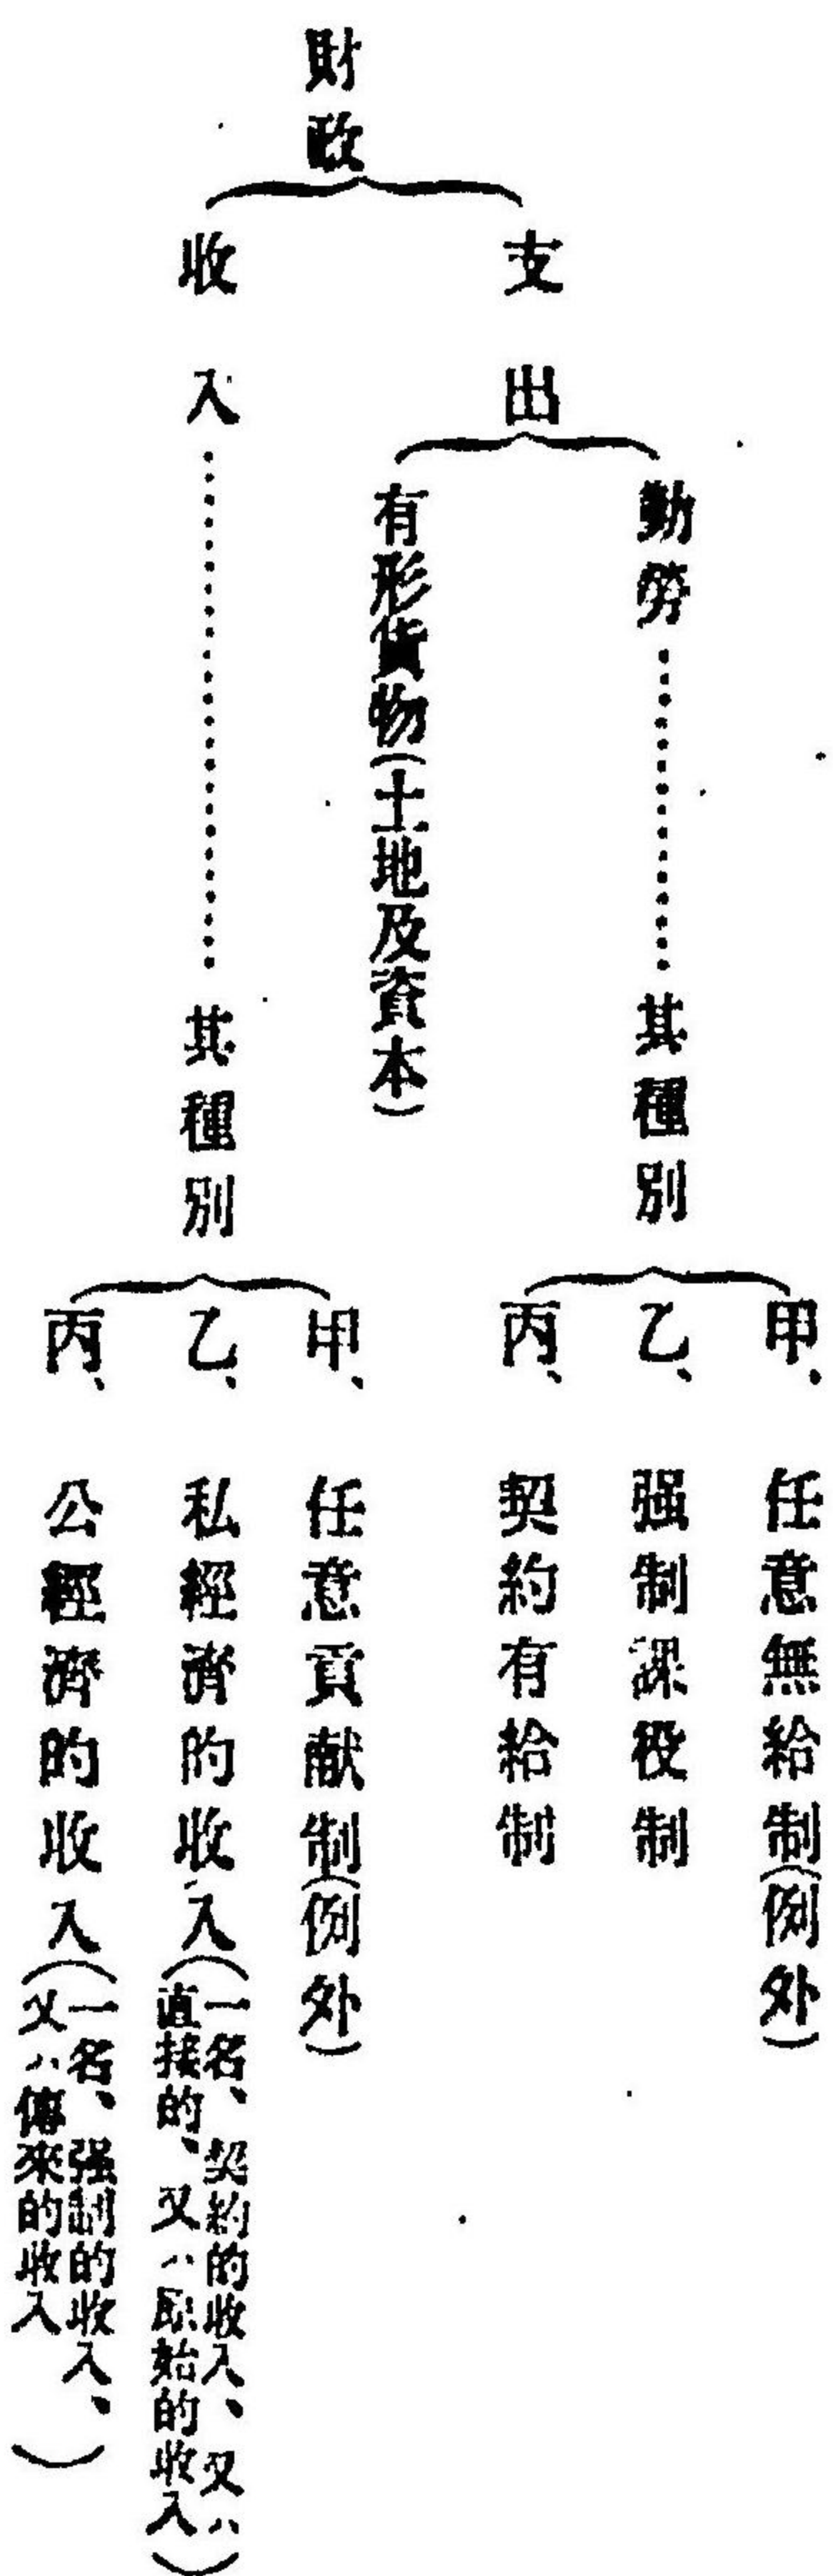 財政
支出
勤勞………其種別
甲、任意無給制(例外)
乙、强制課役制
丙、契約有給制
有形貨物(土地及資本)
收入………其種別
甲、任意貢献制(例外)
乙、私經濟的收入(一名、契約的收入、又ハ
直接的、又ハ原始的收入)
丙、公經濟的收入(一名、强制的收入、
又ハ傳來的收入)